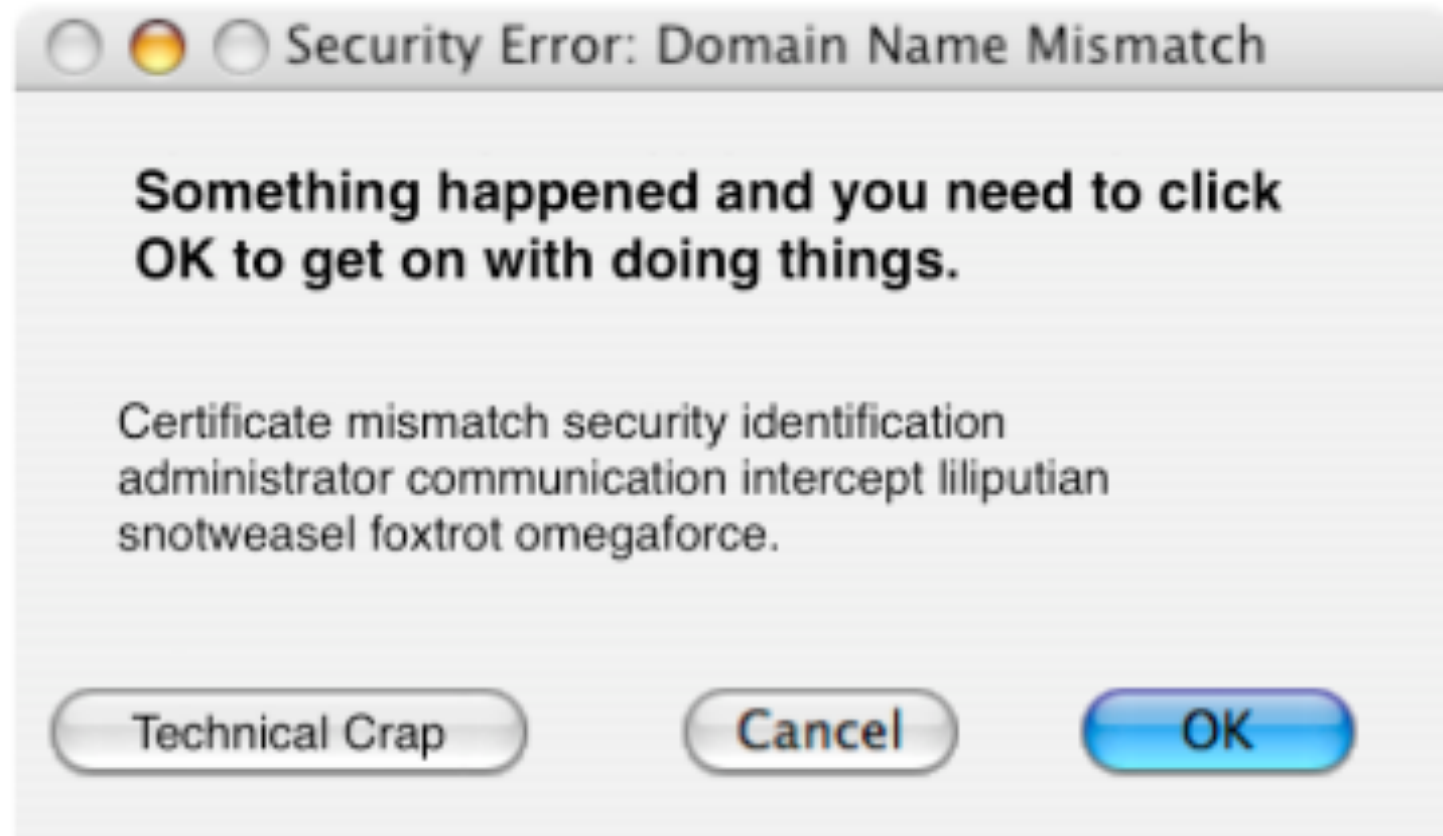 Security Error: Domain Name Mismatch
Something happened and you need to click
OK to get on with doing things.
Certificate mismatch security identification
administrator communication intercept liliputian
snotweasel foxtrot omegaforce.
Technical Crap
Cancel
OK